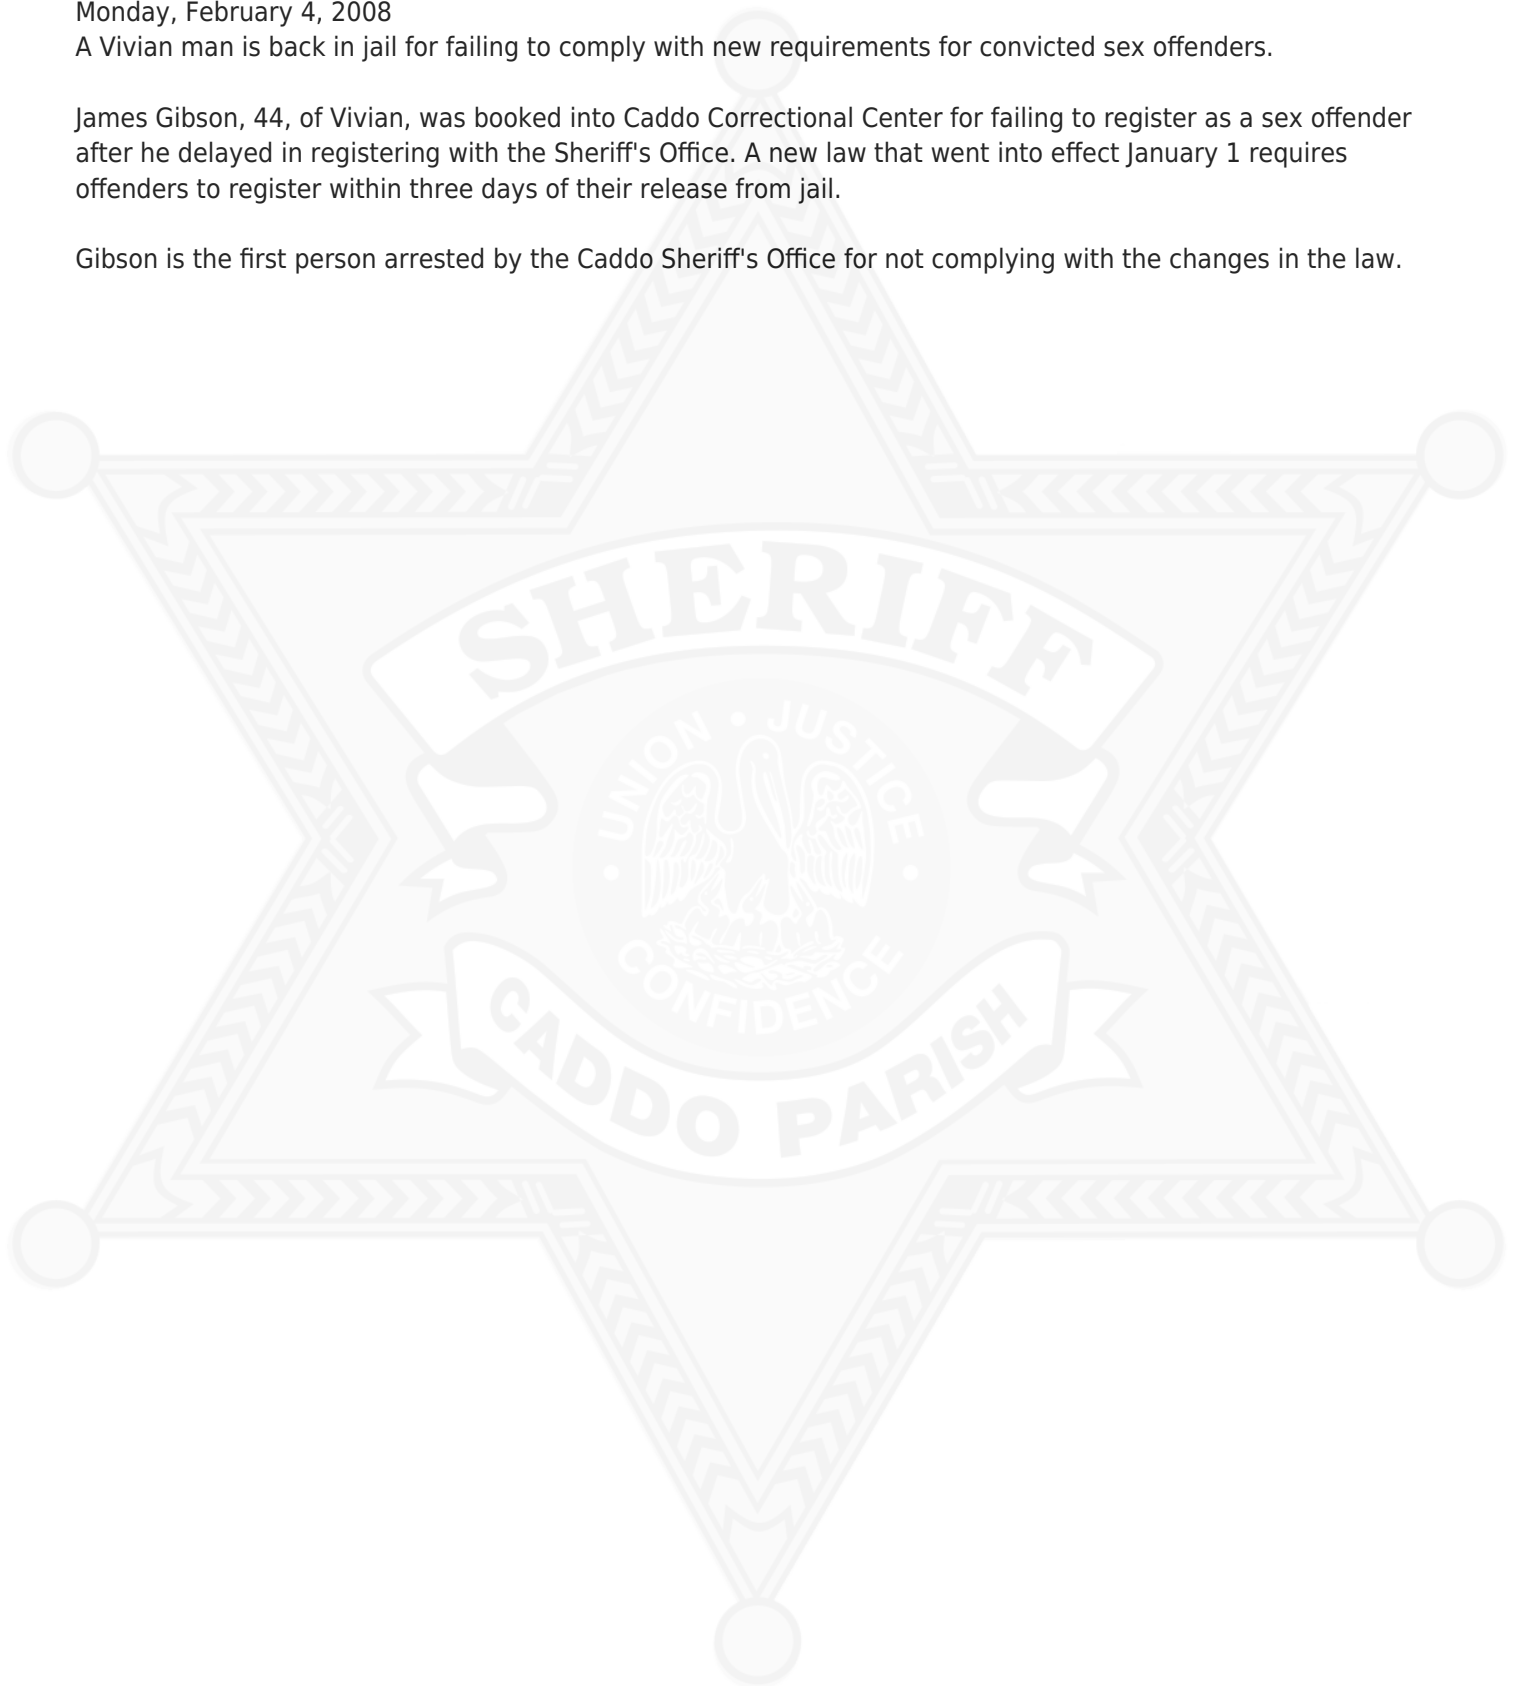 Monday, February 4, 2008
A Vivian man is back in jail for failing to comply with new requirements for convicted sex offenders.
James Gibson, 44, of Vivian, was booked into Caddo Correctional Center for failing to register as a sex offender
after he delayed in registering with the Sheriff's Office. A new law that went into effect January 1 requires
offenders to register within three days of their release from jail.
Gibson is the first person arrested by the Caddo Sheriff's Office for not complying with the changes in the law.
SHERIFF
UNION • JUSTICE
• CONFIDENCE •
CADDO PARISH